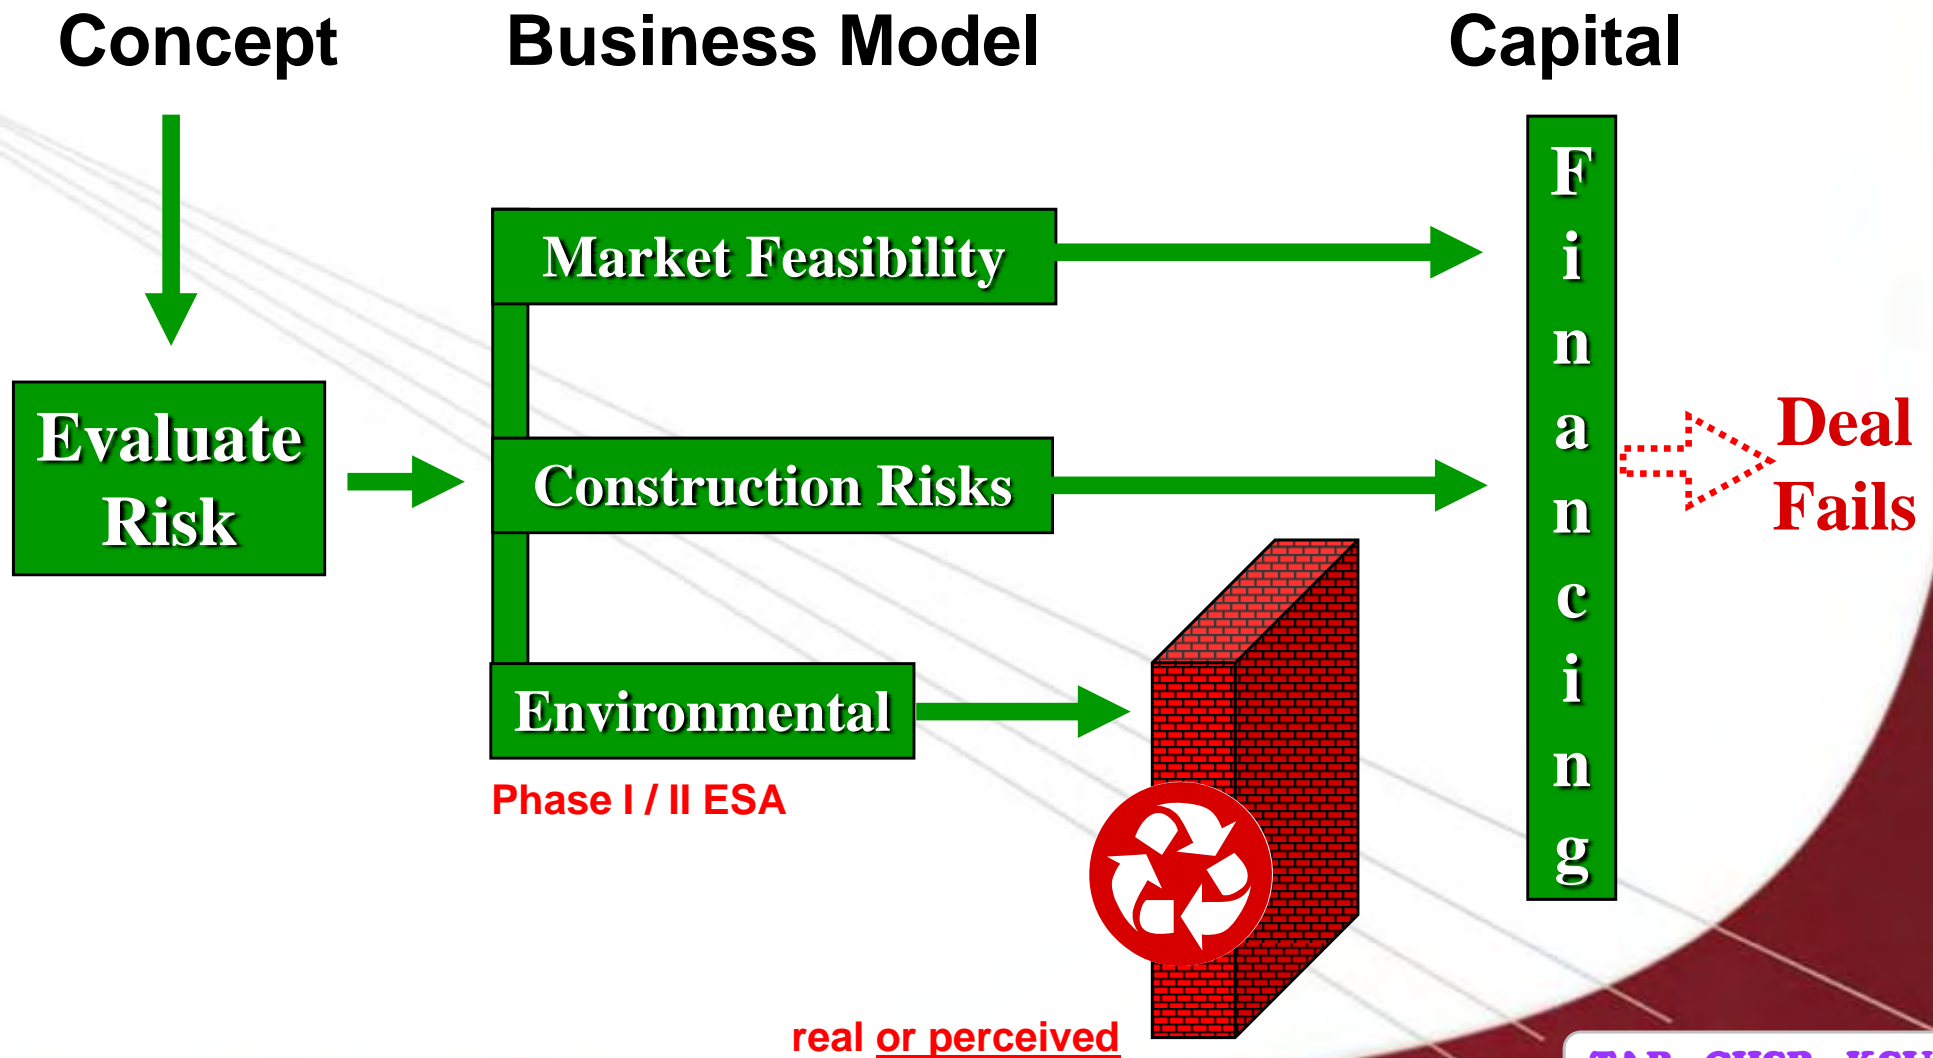 Concept
Business Model
Capital
Market Feasibility
Evaluate
Risk
Construction Risks
Environmental
Phase I / II ESA
Financing
Deal
Fails
real or perceived